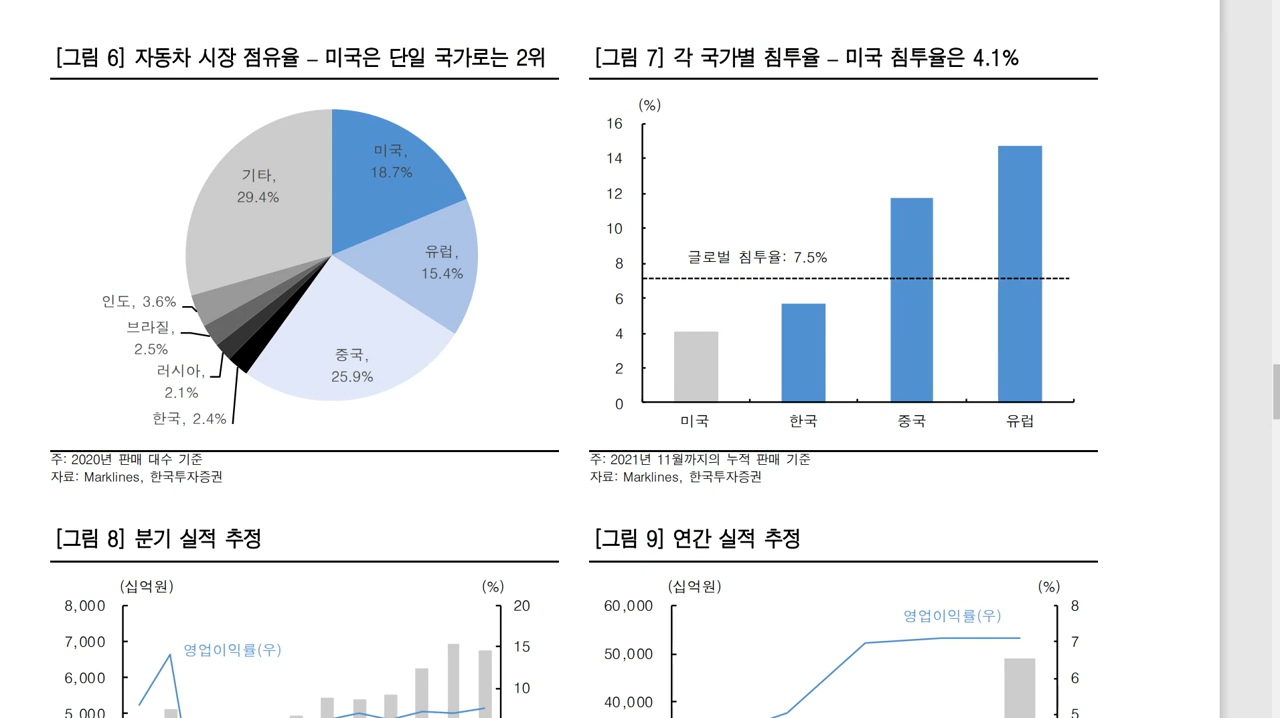 [그림 6] 자동차 시장 점유율 – 미국은 단일 국가로는 2위
미국,
18.7%
기타,
29.4%
유럽,
15.4%
인도, 3.6%
브라질,
2.5%
러시아,
2.1%
한국, 2.4%
중국,
25.9%
주: 2020년 판매 대수 기준
자료: Marklines, 한국투자증권
[그림 7] 각 국가별 침투율 – 미국 침투율은 4.1%
(%)
16
14
12
10
8
6
4
2
0
글로벌 침투율: 7.5%
미국 한국 중국 유럽
주: 2021년 11월까지의 누적 판매 기준
자료: Marklines, 한국투자증권
[그림 8] 분기 실적 추정
(십억원) (%)
8,000
7,000
6,000
5,000
영업이익률(우)
20
15
10
[그림 9] 연간 실적 추정
(십억원) (%)
60,000
50,000
40,000
영업이익률(우)
8
7
6
5